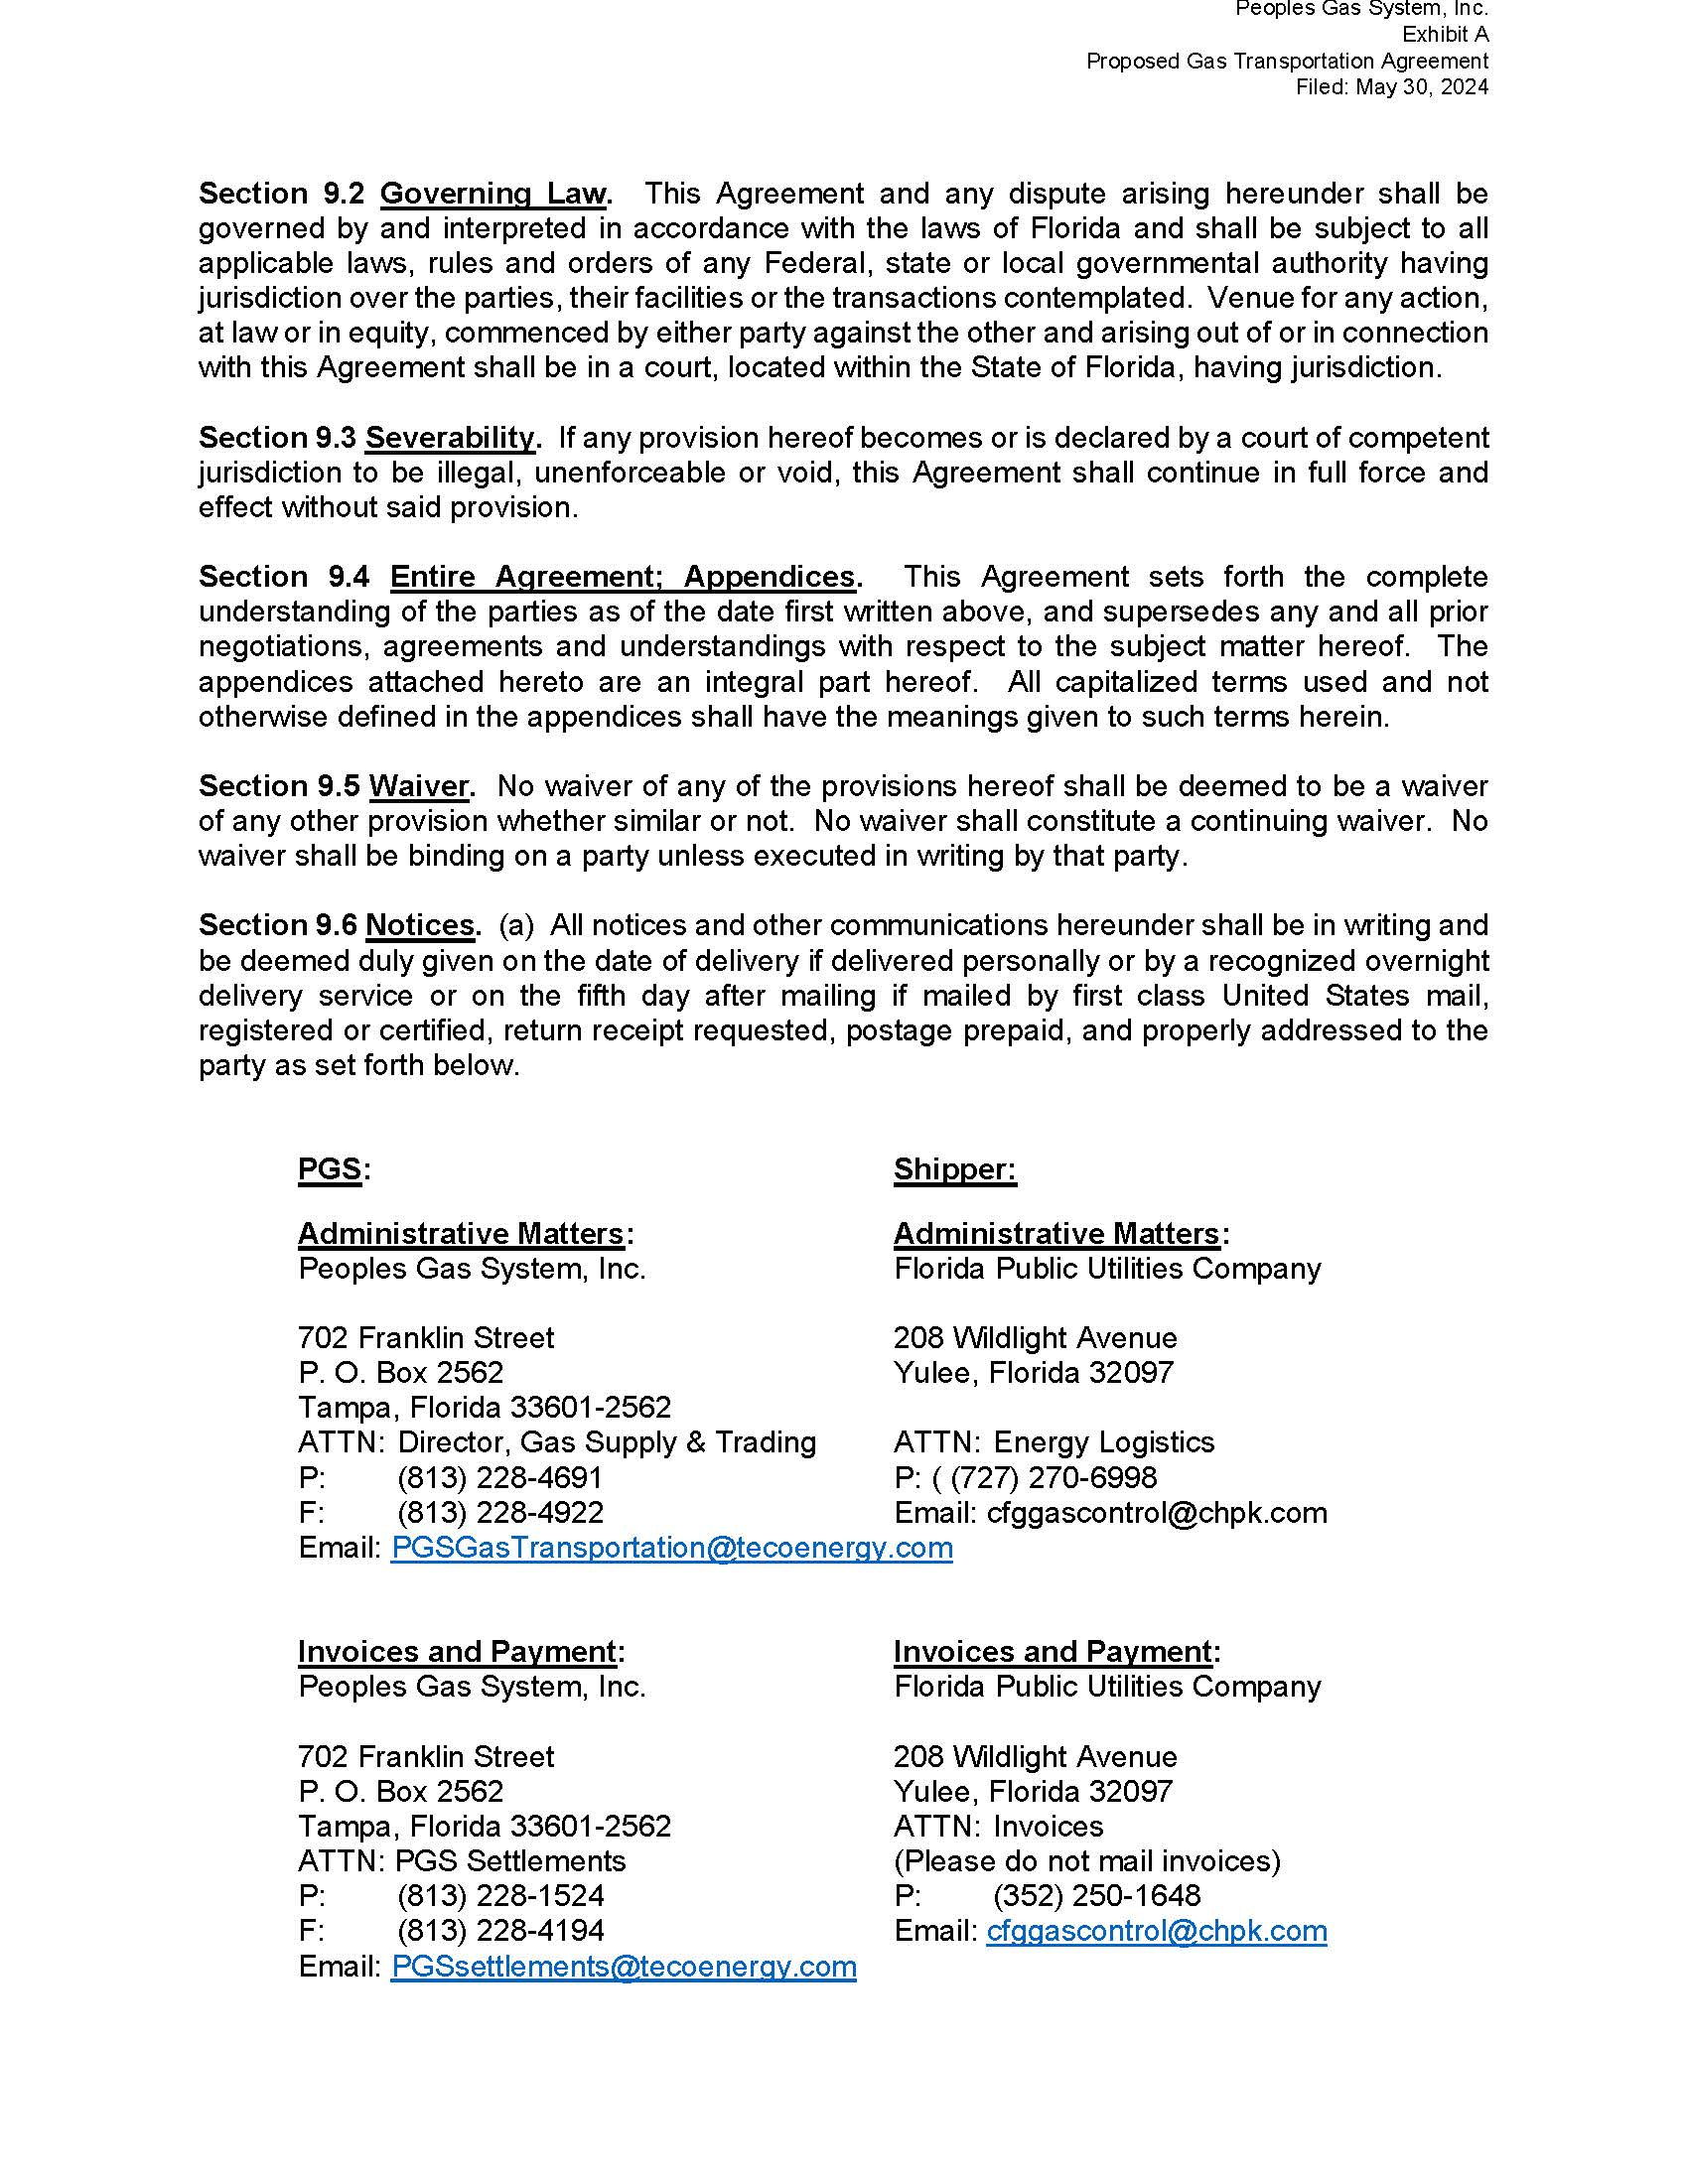 Peoples Gas System, Inc.
Exhibit A
Proposed Gas Transportation Agreement
Filed: May 30, 2024
Section 9.2 Governing Law. This Agreement and any dispute arising hereunder shall be
governed by and interpreted in accordance with the laws of Florida and shall be subject to all
applicable laws, rules and orders of any Federal, state or local governmental authority having
jurisdiction over the parties, their facilities or the transactions contemplated. Venue for any action,
at law or in equity, commenced by either party against the other and arising out of or in connection
with this Agreement shall be in a court, located within the State of Florida, having jurisdiction.
Section 9.3 Severability. If any provision hereof becomes or is declared by a court of competent
jurisdiction to be illegal, unenforceable or void, this Agreement shall continue in full force and
effect without said provision.
Section 9.4 Entire Agreement; Appendices. This Agreement sets forth the complete
understanding of the parties as of the date first written above, and supersedes any and all prior
negotiations, agreements and understandings with respect to the subject matter hereof. The
appendices attached hereto are an integral part hereof. All capitalized terms used and not
otherwise defined in the appendices shall have the meanings given to such terms herein.
Section 9.5 Waiver. No waiver of any of the provisions hereof shall be deemed to be a waiver
of any other provision whether similar or not. No waiver shall constitute a continuing waiver. No
waiver shall be binding on a party unless executed in writing by that party.
Section 9.6 Notices. (a) All notices and other communications hereunder shall be in writing and
be deemed duly given on the date of delivery if delivered personally or by a recognized overnight
delivery service or on the fifth day after mailing if mailed by first class United States mail,
registered or certified, return receipt requested, postage prepaid, and properly addressed to the
party as set forth below.
PGS:
Administrative Matters:
Peoples Gas System, Inc.
702 Franklin Street
P. O. Box 2562
Tampa, Florida 33601-2562
ATTN: Director, Gas Supply & Trading
P: (813) 228-4691
F: (813) 228-4922
Email: PGSGasTransportation@tecoenergy.com
Shipper:
Administrative Matters:
Florida Public Utilities Company
208 Wildlight Avenue
Yulee, Florida 32097
ATTN: Energy Logistics
P: ( (727) 270-6998
Email: cfggascontrol@chpk.com
Invoices and Payment:
Peoples Gas System, Inc.
702 Franklin Street
P. O. Box 2562
Tampa, Florida 33601-2562
ATTN: PGS Settlements
P: (813) 228-1524
F: (813) 228-4194
Email: PGSsettlements@tecoenergy.com
Invoices and Payment:
Florida Public Utilities Company
208 Wildlight Avenue
Yulee, Florida 32097
ATTN: Invoices
(Please do not mail invoices)
P: (352) 250-1648
Email: cfggascontrol@chpk.com